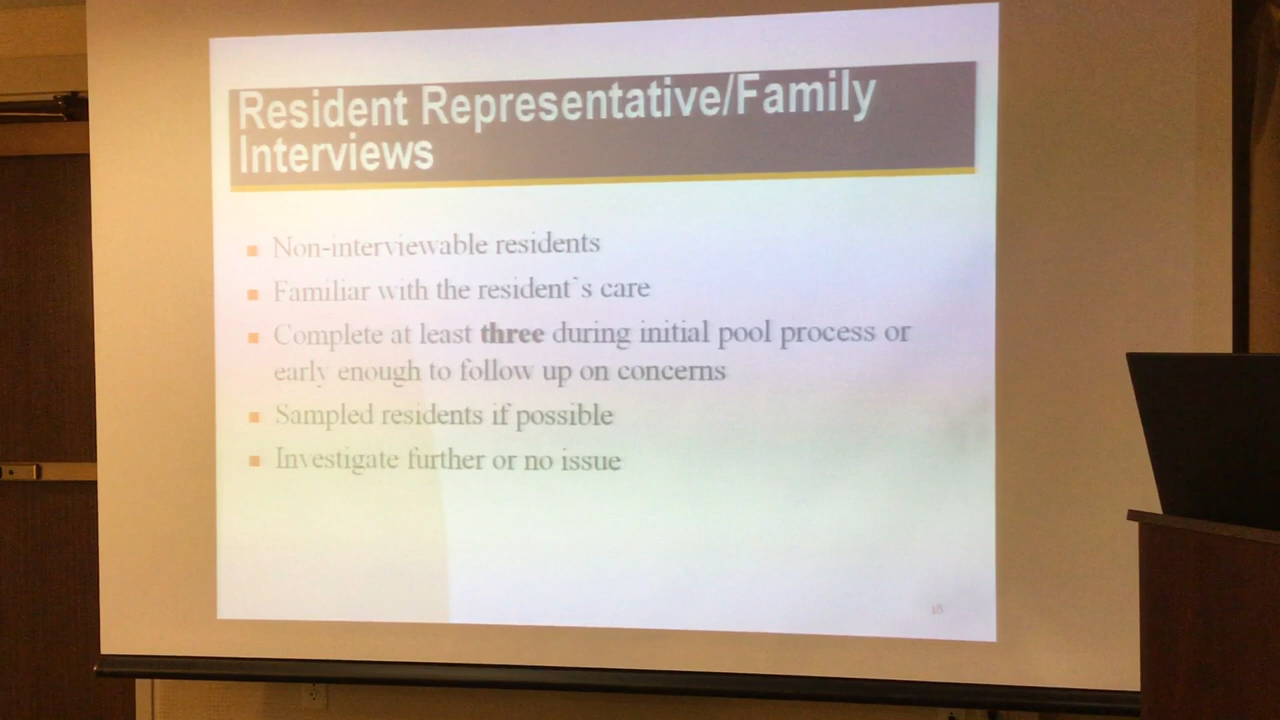 Resident Representative/Family
Interviews
Non-interviewable residents
Familiar with the resident`s care
Complete at least three during initial pool process or
early enough to follow up on concerns
Sampled residents if possible
Investigate further or no issue
18